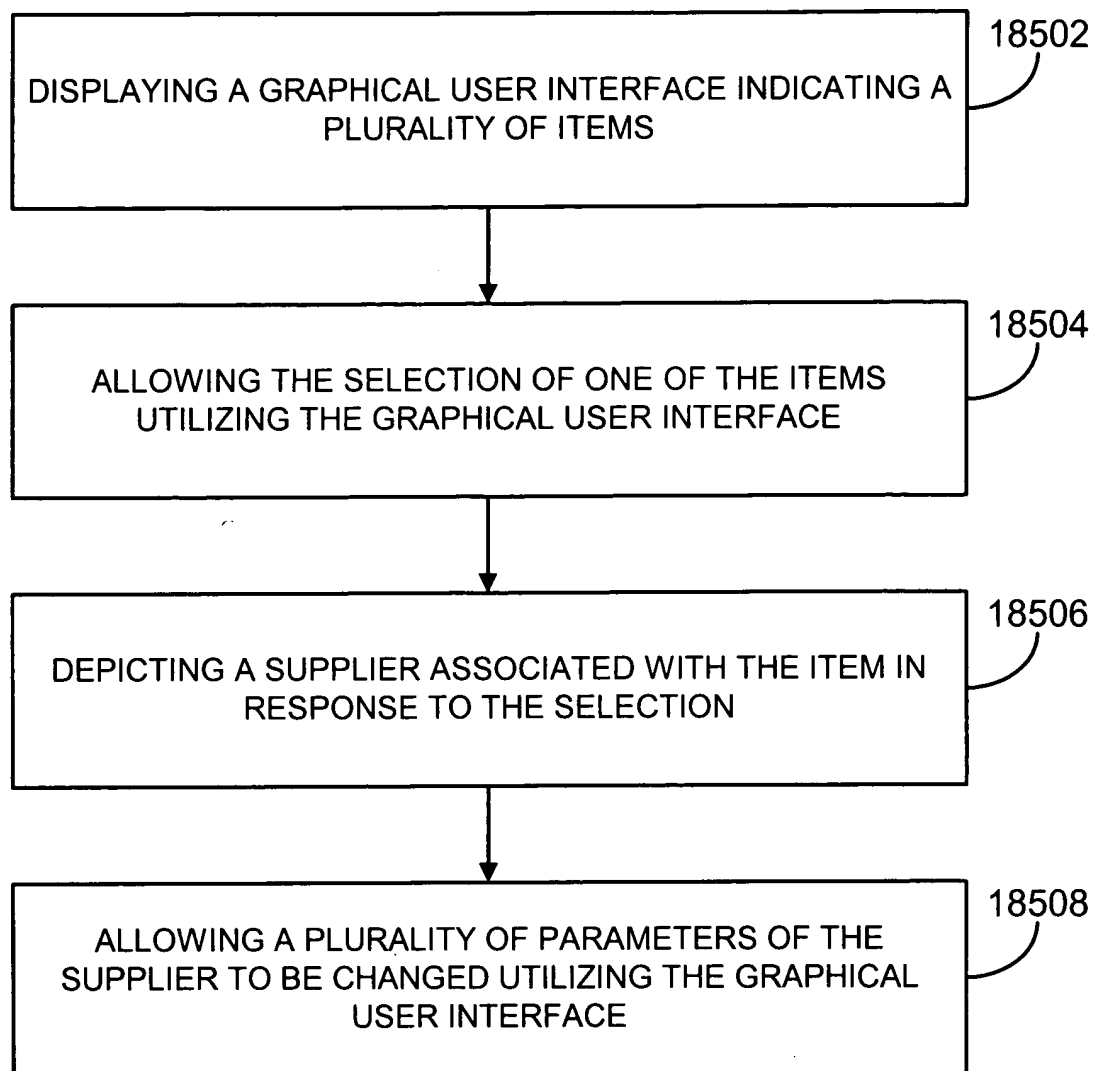 18502
DISPLAYING A GRAPHICAL USER INTERFACE INDICATING A
PLURALITY OF ITEMS
18504
ALLOWING THE SELECTION OF ONE OF THE ITEMS
UTILIZING THE GRAPHICAL USER INTERFACE
18506
DEPICTING A SUPPLIER ASSOCIATED WITH THE ITEM IN
RESPONSE TO THE SELECTION
18508
ALLOWING A PLURALITY OF PARAMETERS OF THE
SUPPLIER TO BE CHANGED UTILIZING THE GRAPHICAL
USER INTERFACE